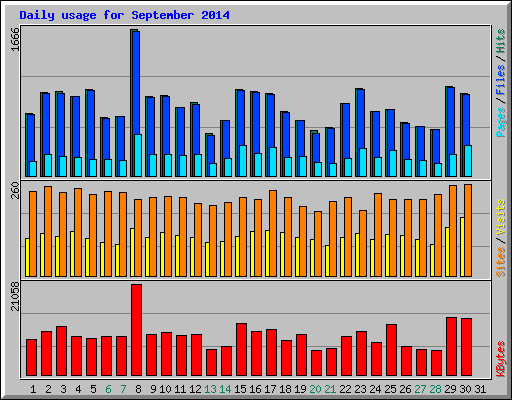 Daily usage for September 2014
1666
Pages / Files / Hits
260
Sites / Visits
21058
KBytes
1 2 3 4 5 6 7 8 9 10 11 12 13 14 15 16 17 18 19 20 21 22 23 24 25 26 27 28 29 30 31